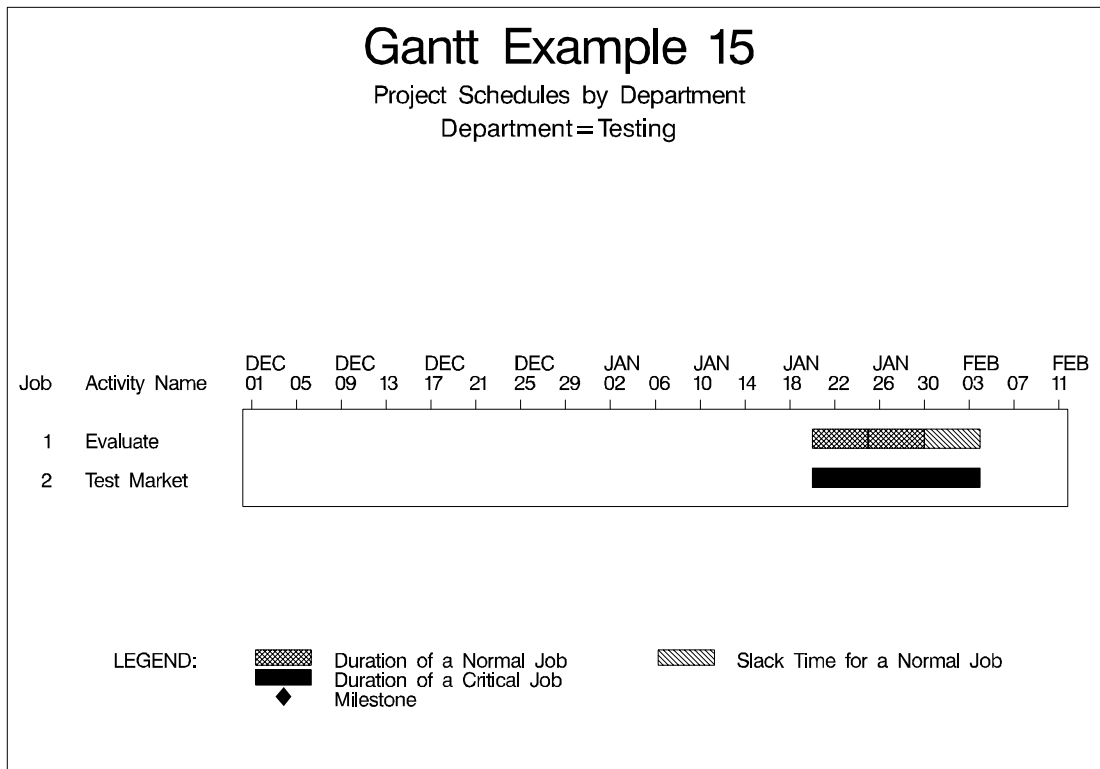 Gantt Example 15
Project Schedules by Department
Department=Testing
DEC DEC DEC DEC JAN JAN JAN JAN FEB FEB
Job Activity Name 01 05 09 13 17 21 25 29 02 06 10 14 18 22 26 30 03 07 11
1 Evaluate
2 Test Market
LEGEND: Duration of a Normal Job Slack Time for a Normal Job
Duration of a Critical Job
Milestone